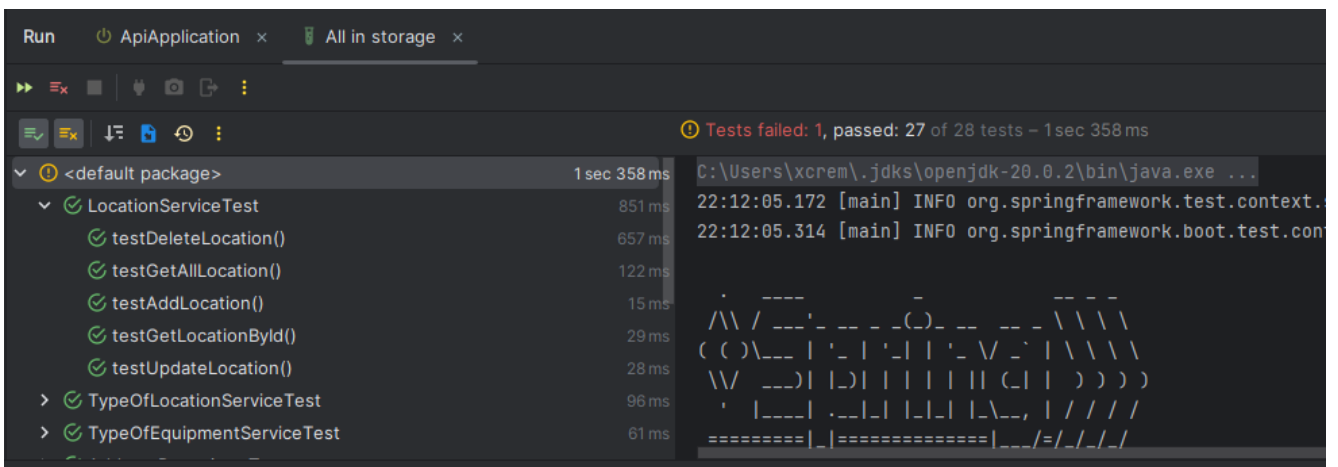 Run ApiApplication × All in storage ×
Tests failed: 1, passed: 27 of 28 tests – 1 sec 358 ms
<default package> 1 sec 358 ms
LocationServiceTest 851 ms
testDeleteLocation() 657 ms
testGetAllLocation() 122 ms
testAddLocation() 15 ms
testGetLocationById() 29 ms
testUpdateLocation() 28 ms
TypeOfLocationServiceTest 96 ms
TypeOfEquipmentServiceTest 61 ms
C:\Users\xcrem\.jdks\openjdk-20.0.2\bin\java.exe ...
22:12:05.172 [main] INFO org.springframework.test.context.
22:12:05.314 [main] INFO org.springframework.boot.test.con